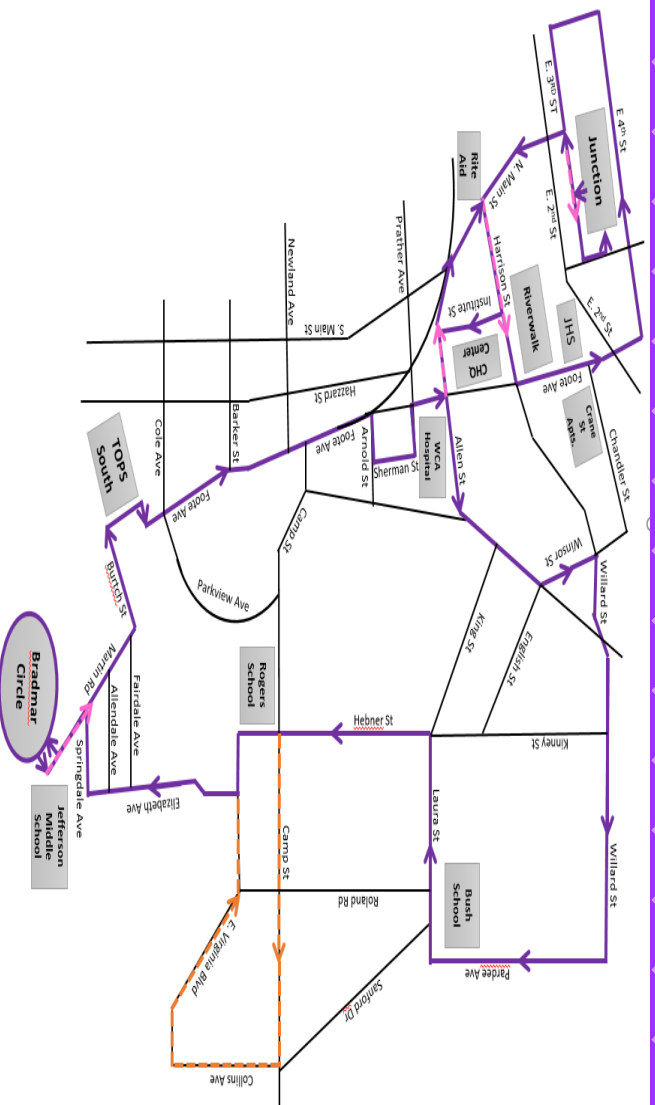 E. 3RD ST
E 4th St
Junction
E. 2nd St
N. Main St
Rite
Aid
Harrison St
Riverwalk
JHS
E. 2nd St
Prather Ave
Institute St
CHQ
Center
Foote Ave
Crane
St
Apts.
Chandler St
Newland Ave
S. Main St
Hazzard St
Foote Ave
Arnold St
Sherman St
WCA
Hospital
Allen St
Winsor St
Willard St
Cole Ave
Barker St
TOPS
South
Foote Ave
Camp St
Parkview Ave
King St
English St
Burtch St
Martin Rd
Bradmar
Circle
Fairdale Ave
Allendale Ave
Springdale Ave
Rogers
School
Hebner St
Kinney St
Elizabeth Ave
Jefferson
Middle
School
Camp St
Laura St
Willard St
Bush
School
Roland Rd
E. Virginia Blvd
Sanford Dr
Pardee Ave
Collins Ave